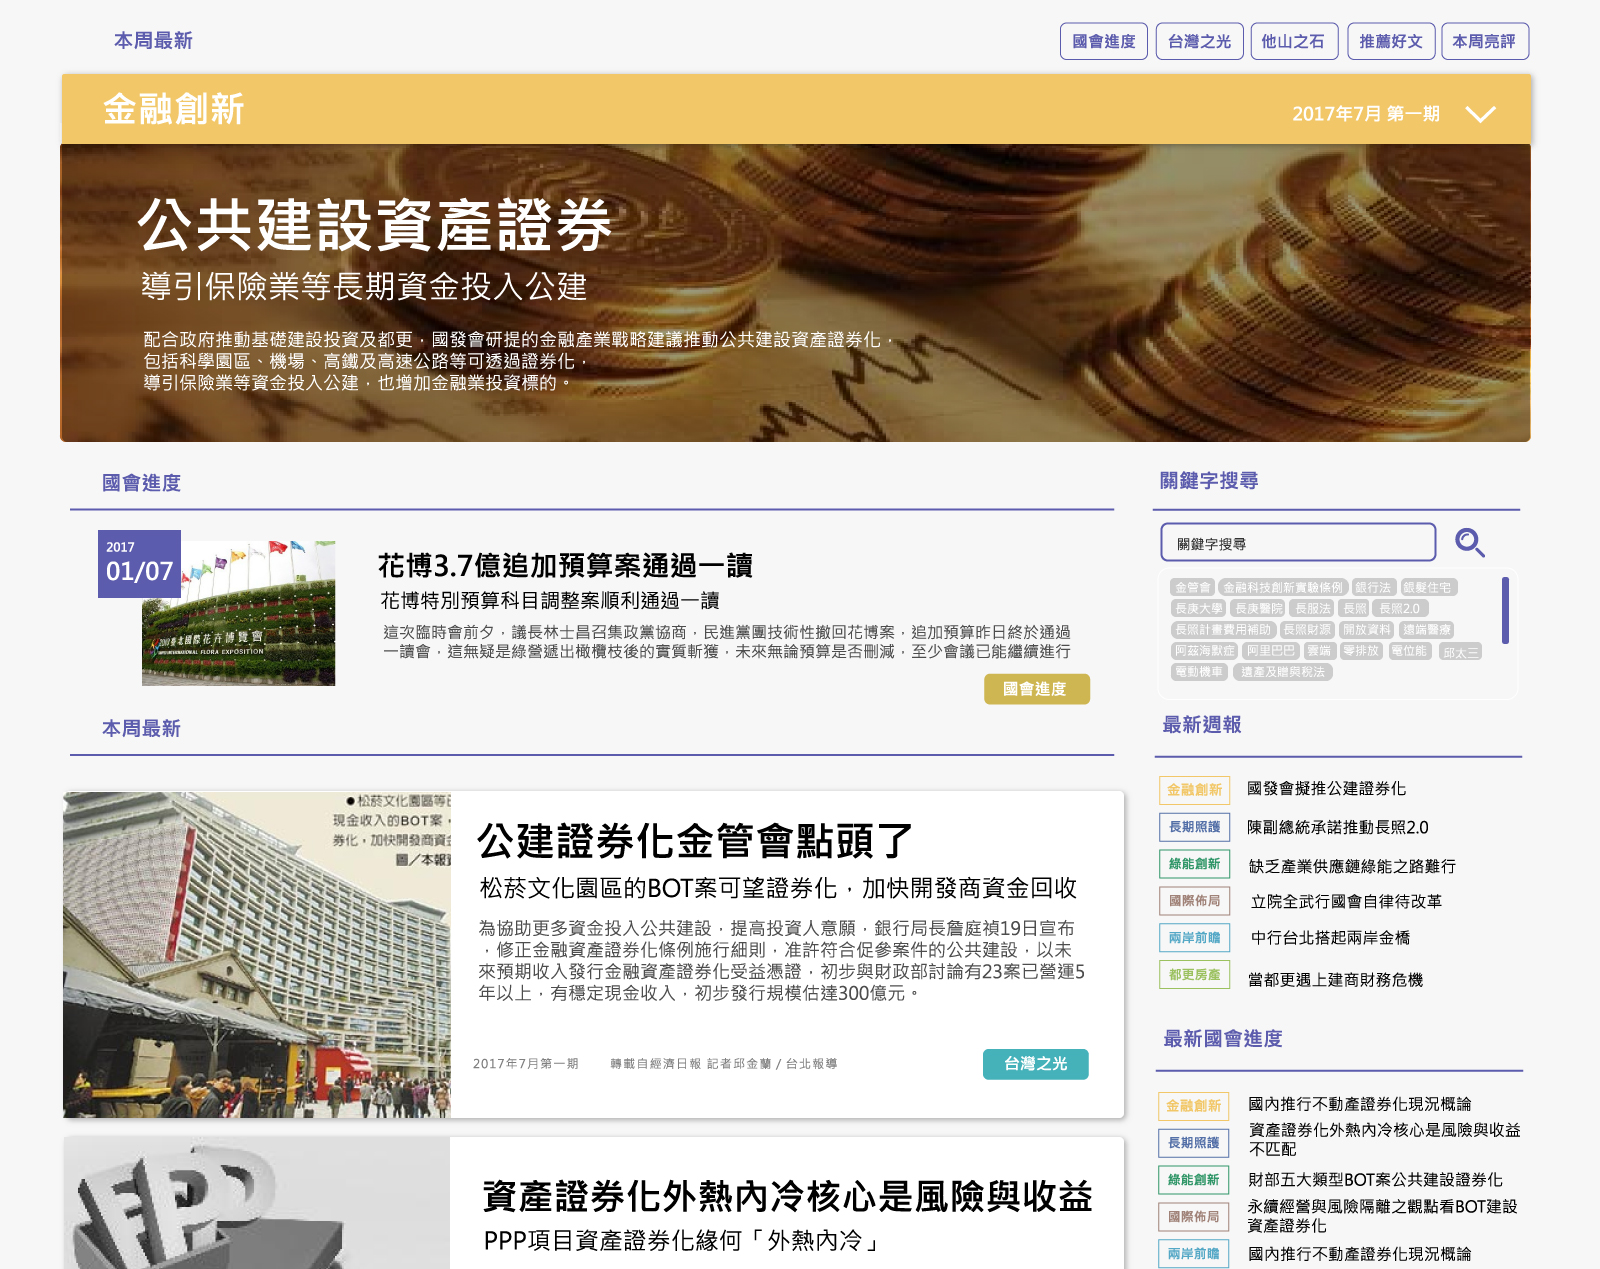 本周最新
國會進度 台灣之光 他山之石 推薦好文 本周亮評
金融創新
2017年7月 第一期
公共建設資產證券
導引保險業等長期資金投入公建
配合政府推動基礎建設投資及都更，國發會研提的金融產業戰略建議推動公共建設資產證券化，
包括科學園區、機場、高鐵及高速公路等可透過證券化，
導引保險業等資金投入公建，也增加金融業投資標的。
國會進度
2017
01/07
2010臺北國際花卉博覽會
TAIPEI INTERNATIONAL FLORA EXPOSITION
花博3.7億追加預算案通過一讀
花博特別預算科目調整案順利通過一讀
這次臨時會前夕，議長林士昌召集政黨協商，民進黨團技術性撤回花博案，追加預算昨日終於通過
一讀會，這無疑是綠營遞出橄欖枝後的實質斬獲，未來無論預算是否刪減，至少會議已能繼續進行
國會進度
本周最新
●松菸文化園區等已
現金收入的BOT案，
券化，加快開發商資金
圖／本報資
公建證券化金管會點頭了
松菸文化園區的BOT案可望證券化，加快開發商資金回收
為協助更多資金投入公共建設，提高投資人意願，銀行局長詹庭禎19日宣布
，修正金融資產證券化條例施行細則，准許符合促參案件的公共建設，以未
來預期收入發行金融資產證券化受益憑證，初步與財政部討論有23案已營運5
年以上，有穩定現金收入，初步發行規模估達300億元。
2017年7月第一期 轉載自經濟日報 記者邱金蘭 / 台北報導
台灣之光
PPP
資產證券化外熱內冷核心是風險與收益
PPP項目資產證券化緣何「外熱內冷」
關鍵字搜尋
關鍵字搜尋
金管會 金融科技創新實驗條例 銀行法 銀髮住宅
長庚大學 長庚醫院 長服法 長照 長照2.0
長照計畫費用補助 長照財源 開放資料 遠端醫療
阿茲海默症 阿里巴巴 雲端 零排放 電位能 邱太三
電動機車 遺產及贈與稅法
最新週報
金融創新 國發會擬推公建證券化
長期照護 陳副總統承諾推動長照2.0
綠能創新 缺乏產業供應鏈綠能之路難行
國際佈局 立院全武行國會自律待改革
兩岸前瞻 中行台北搭起兩岸金橋
都更房產 當都更遇上建商財務危機
最新國會進度
金融創新 國內推行不動產證券化現況概論
長期照護 資產證券化外熱內冷核心是風險與收益
不匹配
綠能創新 財部五大類型BOT案公共建設證券化
國際佈局 永續經營與風險隔離之觀點看BOT建設
資產證券化
兩岸前瞻 國內推行不動產證券化現況概論